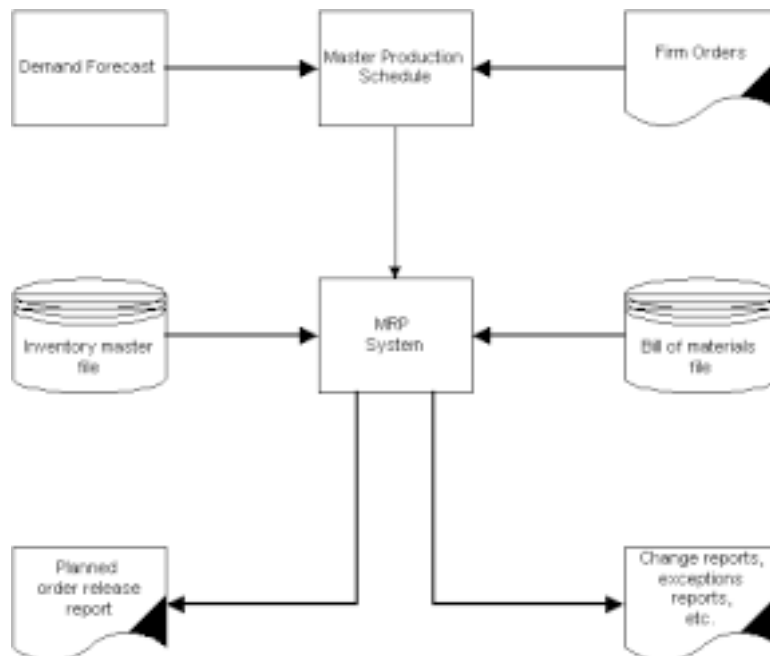 Demand Forecast
Master Production
Schedule
Firm Orders
Inventory master
file
MRP
System
Bill of materials
file
Planned
order release
report
Change reports,
exceptions
reports,
etc.